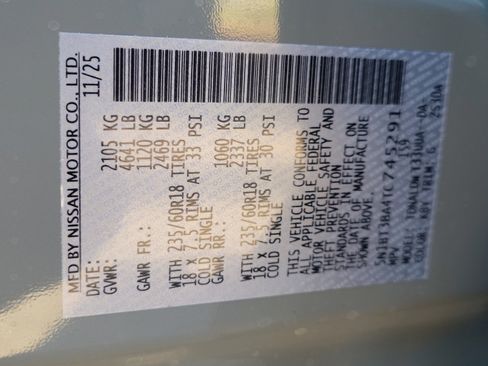 MFD BY NISSAN MOTOR CO., LTD.
DATE: 11/25
GVWR: 2105 KG
4641 LB
GAWR FR.: 1120 KG
2469 LB
WITH 235/60R18 TIRES
18 X 7.5 RIMS AT 33 PSI
COLD SINGLE
GAWR RR.: 1060 KG
2337 LB
WITH 235/60R18 TIRES
18 X 7.5 RIMS AT 30 PSI
COLD SINGLE
THIS VEHICLE CONFORMS TO
ALL APPLICABLE FEDERAL
MOTOR VEHICLE SAFETY AND
THEFT PREVENTION
STANDARDS IN EFFECT ON
THE DATE OF MANUFACTURE
SHOWN ABOVE.
5N1BT3BA4TC745291
MPV I9
MODEL:
COLOR: KBY TRIM: G